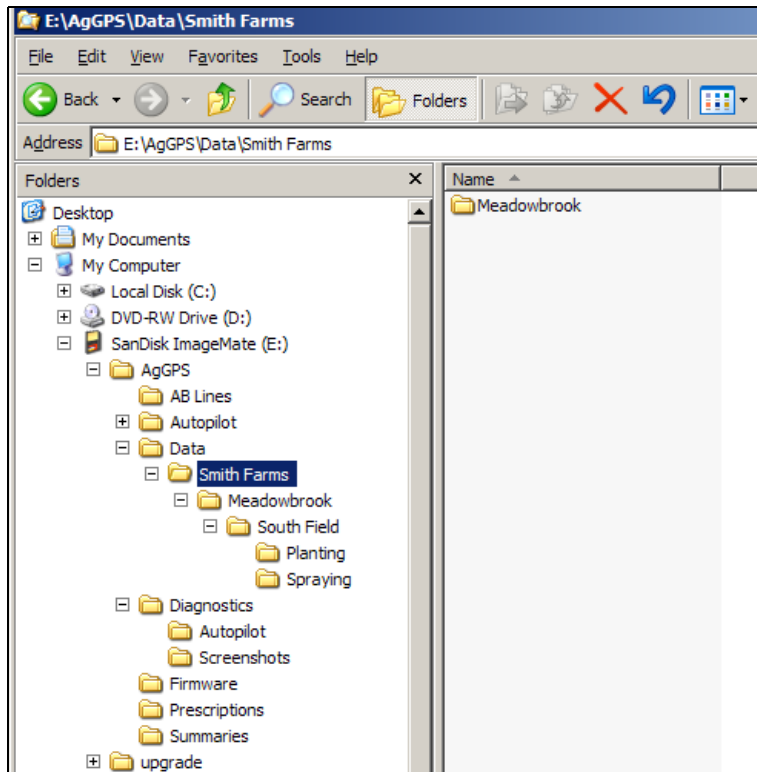 E:\AgGPS\Data\Smith Farms
File Edit View Favorites Tools Help
Back Search Folders
Address E:\AgGPS\Data\Smith Farms
Folders
Name
Desktop
My Documents
My Computer
Local Disk (C:)
DVD-RW Drive (D:)
SanDisk ImageMate (E:)
AgGPS
AB Lines
Autopilot
Data
Smith Farms
Meadowbrook
South Field
Planting
Spraying
Diagnostics
Autopilot
Screenshots
Firmware
Prescriptions
Summaries
upgrade
Meadowbrook